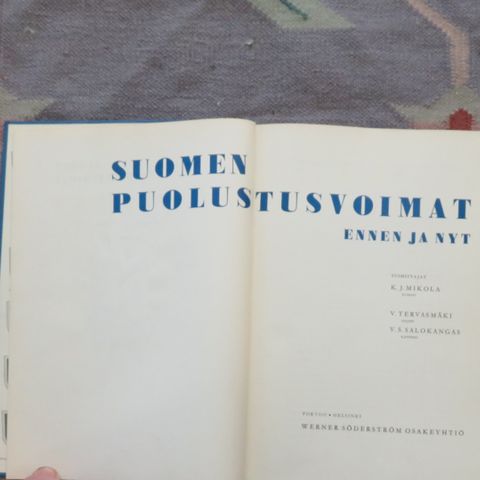 SUOMEN
PUOLUSTUSVOIMAT
ENNEN JA NYT
TOIMITTAJAT
K. J. MIKOLA
V. TERVASMÄKI
V. S. SALOKANGAS
PORVOO • HELSINKI
WERNER SÖDERSTRÖM OSAKEYHTIÖ